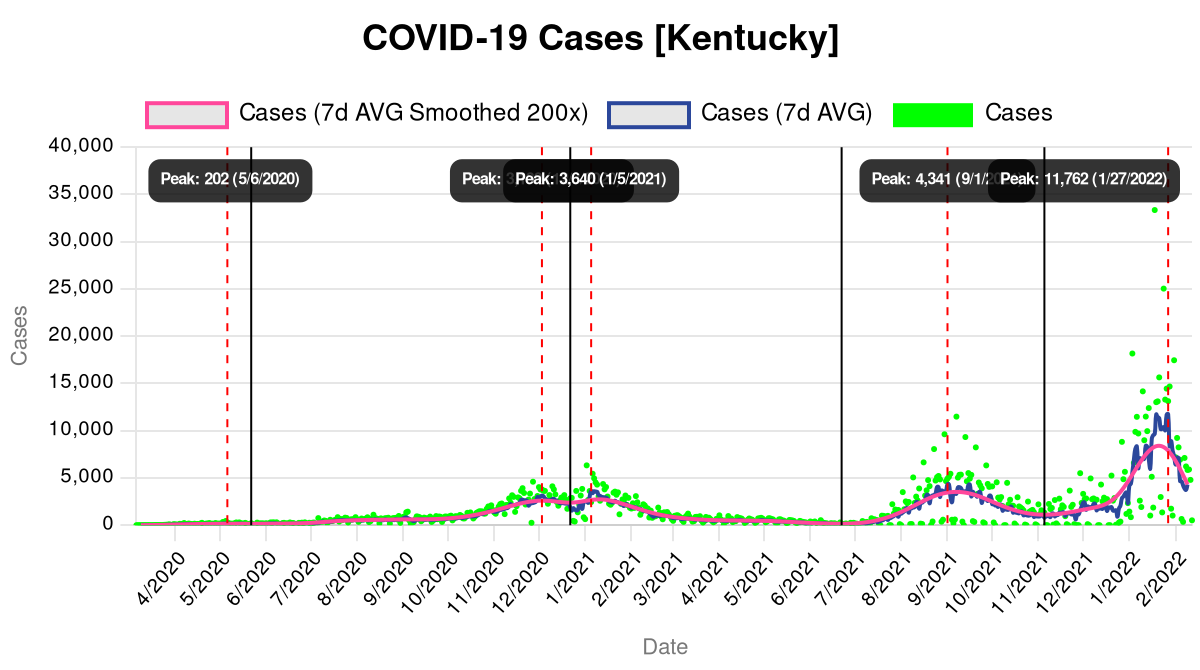 COVID-19 Cases [Kentucky]
Cases (7d AVG Smoothed 200x) Cases (7d AVG) Cases
40,000
Peak: 202 (5/6/2020) Peak: Peak: 3,640 (1/5/2021) Peak: 4,341 (9/1/ Peak: 11,762 (1/27/2022)
35,000
30,000
25,000
20,000
15,000
10,000
5,000
0
Cases
4/2020 5/2020 6/2020 7/2020 8/2020 9/2020 10/2020 11/2020 12/2020 1/2021 2/2021 3/2021 4/2021 5/2021 6/2021 7/2021 8/2021 9/2021 10/2021 11/2021 12/2021 1/2022 2/2022
Date